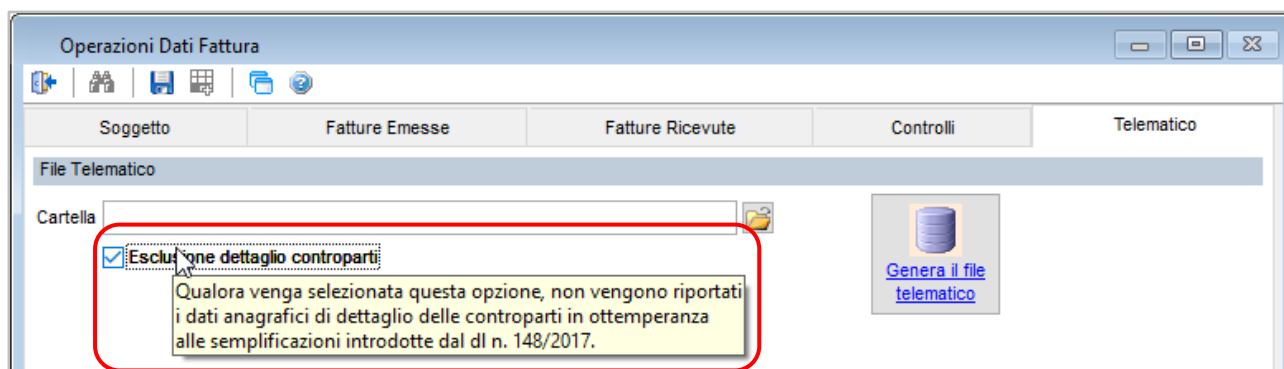 Operazioni Dati Fattura
Soggetto
Fatture Emesse
Fatture Ricevute
Controlli
Telematico
File Telematico
Cartella
Esclusione dettaglio controparti
Qualora venga selezionata questa opzione, non vengono riportati
i dati anagrafici di dettaglio delle controparti in ottemperanza
alle semplificazioni introdotte dal dl n. 148/2017.
Genera il file
telematico